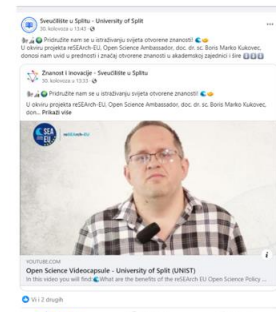 Sveučilište u Splitu - University of Split
30. kolovoza u 11:43
Pridružite nam se u istraživanju svijeta otvorene znanosti!
U okviru projekta reSEArch-EU, Open Science Ambassador, doc. dr. sc. Boris Marko Kukovec,
donosi nam uvid u prednosti i značaj otvorene znanosti u akademskoj zajednici i šire
Znanost i inovacije - Sveučilište u Splitu
30. kolovoza u 13:33
Pridružite nam se u istraživanju svijeta otvorene znanosti!
U okviru projekta reSEArch-EU, Open Science Ambassador, doc. dr. sc. Boris Marko Kukovec,
don... Prikaži više
SEA EU
reSEArch-EU
YOUTUBE.COM
Open Science Videocapsule - University of Split (UNIST)
In this video you will find What are the benefits of the reSEArch EU Open Science Policy ...
Vi i 2 drugih